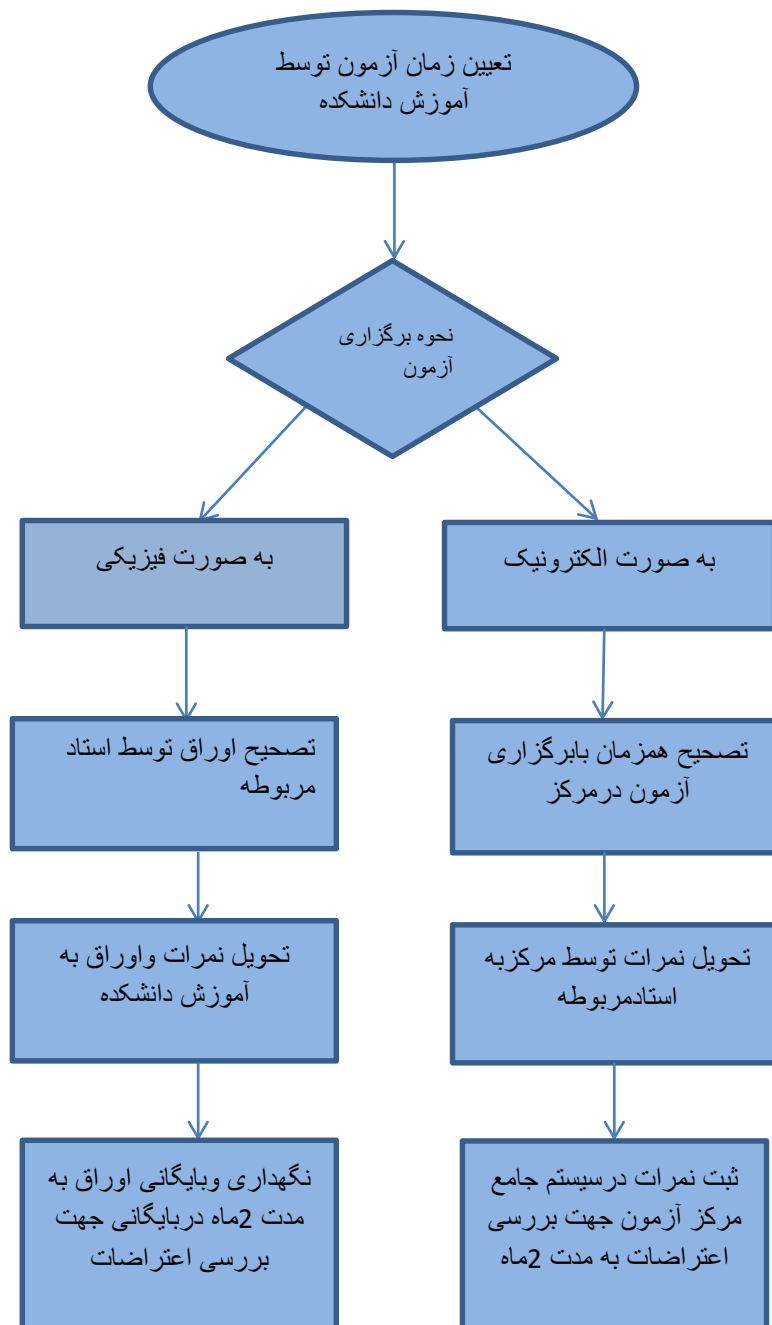 تعیین زمان آزمون توسط
آموزش دانشکده
نحوه برگزاری
آزمون
به صورت الکترونیک
به صورت فیزیکی
تصحیح همزمان بابرگزاری
آزمون درمرکز
تصحیح اوراق توسط استاد
مربوطه
تحویل نمرات توسط مرکزبه
استادمربوطه
تحویل نمرات واوراق به
آموزش دانشکده
ثبت نمرات درسیستم جامع
مرکز آزمون جهت بررسی
اعتراضات به مدت 2ماه
نگهداری وبایگانی اوراق به
مدت 2ماه دربایگانی جهت
بررسی اعتراضات